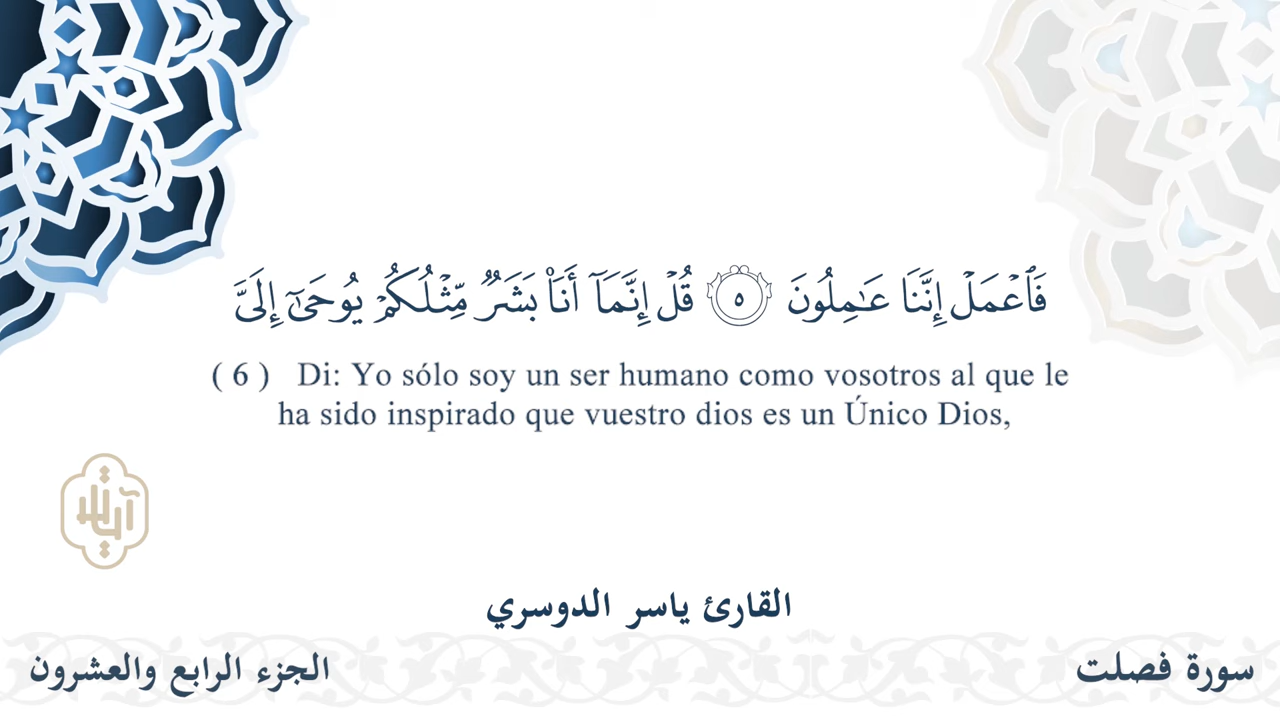 فَٱعْمَلْ إِنَّنَا عَـٰمِلُونَ ۝٥ قُلْ إِنَّمَآ أَنَا۠ بَشَرٌۭ مِّثْلُكُمْ يُوحَىٰٓ إِلَىَّ
( 6 ) Di: Yo sólo soy un ser humano como vosotros al que le
ha sido inspirado que vuestro dios es un Único Dios,
القارئ ياسر الدوسري
سورة فصلت
الجزء الرابع والعشرون